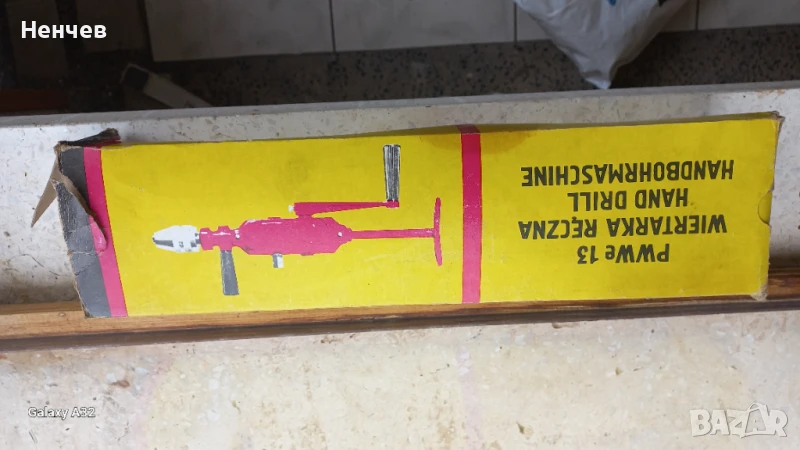 Ненчев
PWWe 13
WIERTARKA RĘCZNA
HAND DRILL
HANDBOHRMASCHINE
Galaxy A32
BAZAR